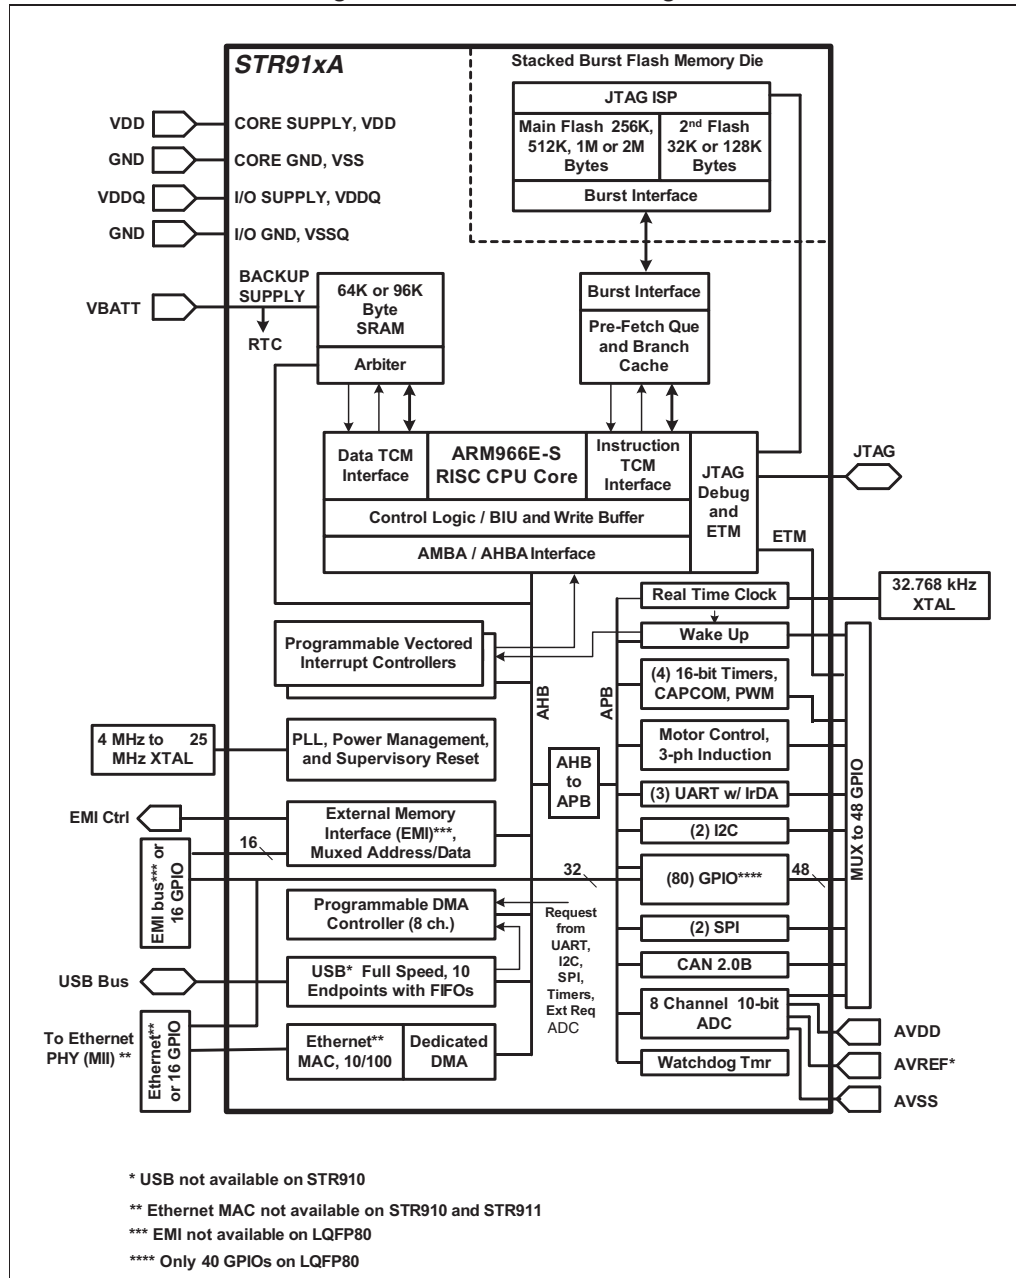 STR91xA
Stacked Burst Flash Memory Die
JTAG ISP
Main Flash 256K,
512K, 1M or 2M
Bytes
2nd Flash
32K or 128K
Bytes
Burst Interface
VDD
CORE SUPPLY, VDD
GND
CORE GND, VSS
VDDQ
I/O SUPPLY, VDDQ
GND
I/O GND, VSSQ
VBATT
BACKUP
SUPPLY
RTC
64K or 96K
Byte
SRAM
Arbiter
Burst Interface
Pre-Fetch Que
and Branch
Cache
Data TCM
Interface
ARM966E-S
RISC CPU Core
Instruction
TCM
Interface
JTAG
Debug
and
ETM
JTAG
Control Logic / BIU and Write Buffer
AMBA / AHBA Interface
ETM
Real Time Clock
32.768 kHz
XTAL
Programmable Vectored
Interrupt Controllers
Wake Up
(4) 16-bit Timers,
CAPCOM, PWM
AHB
APB
4 MHz to 25
MHz XTAL
PLL, Power Management,
and Supervisory Reset
Motor Control,
3-ph Induction
AHB
to
APB
MUX to 48 GPIO
(3) UART w/ IrDA
EMI Ctrl
External Memory
Interface (EMI)***,
Muxed Address/Data
16
(2) I2C
EMI bus*** or
16 GPIO
32
(80) GPIO****
48
Programmable DMA
Controller (8 ch.)
Request
from
UART,
I2C,
SPI,
Timers,
Ext Req
ADC
(2) SPI
CAN 2.0B
USB Bus
USB* Full Speed, 10
Endpoints with FIFOs
8 Channel 10-bit
ADC
To Ethernet
PHY (MII) **
Ethernet**
or 16 GPIO
Ethernet**
MAC, 10/100
Dedicated
DMA
Watchdog Tmr
AVDD
AVREF*
AVSS
* USB not available on STR910
** Ethernet MAC not available on STR910 and STR911
*** EMI not available on LQFP80
**** Only 40 GPIOs on LQFP80